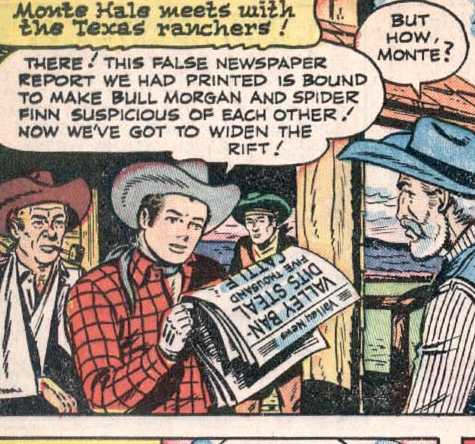 Monte Hale meets with
the Texas ranchers!
THERE! THIS FALSE NEWSPAPER
REPORT WE HAD PRINTED IS BOUND
TO MAKE BULL MORGAN AND SPIDER
FINN SUSPICIOUS OF EACH OTHER!
NOW WE'VE GOT TO WIDEN THE
RIFT!
BUT
HOW,
MONTE?
Valley News
VALLEY BAN-
DITS STEAL
FIVE THOUSAND
CATTLE!